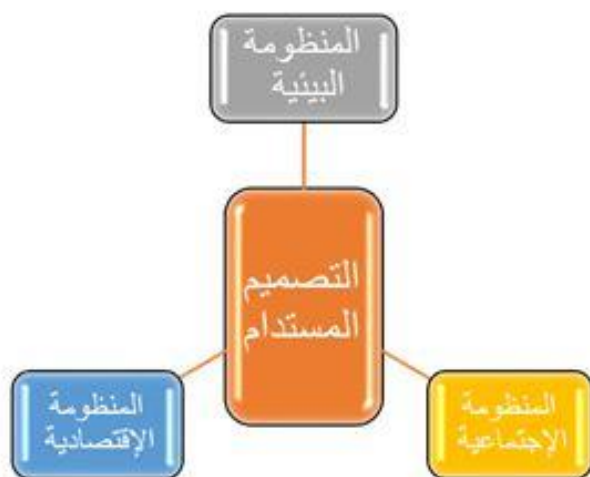 المنظومة
البيئية
التصميم
المستدام
المنظومة
الإجتماعية
المنظومة
الإقتصادية